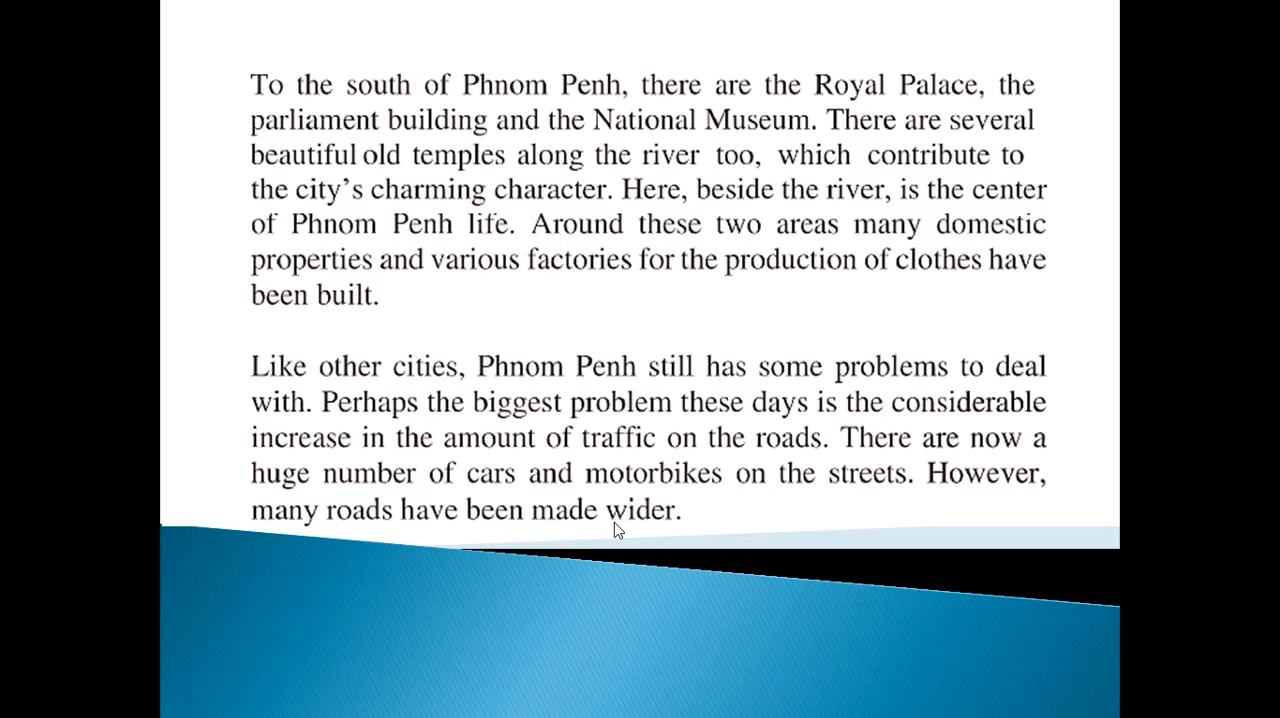 To the south of Phnom Penh, there are the Royal Palace, the
parliament building and the National Museum. There are several
beautiful old temples along the river too, which contribute to
the city’s charming character. Here, beside the river, is the center
of Phnom Penh life. Around these two areas many domestic
properties and various factories for the production of clothes have
been built.
Like other cities, Phnom Penh still has some problems to deal
with. Perhaps the biggest problem these days is the considerable
increase in the amount of traffic on the roads. There are now a
huge number of cars and motorbikes on the streets. However,
many roads have been made wider.